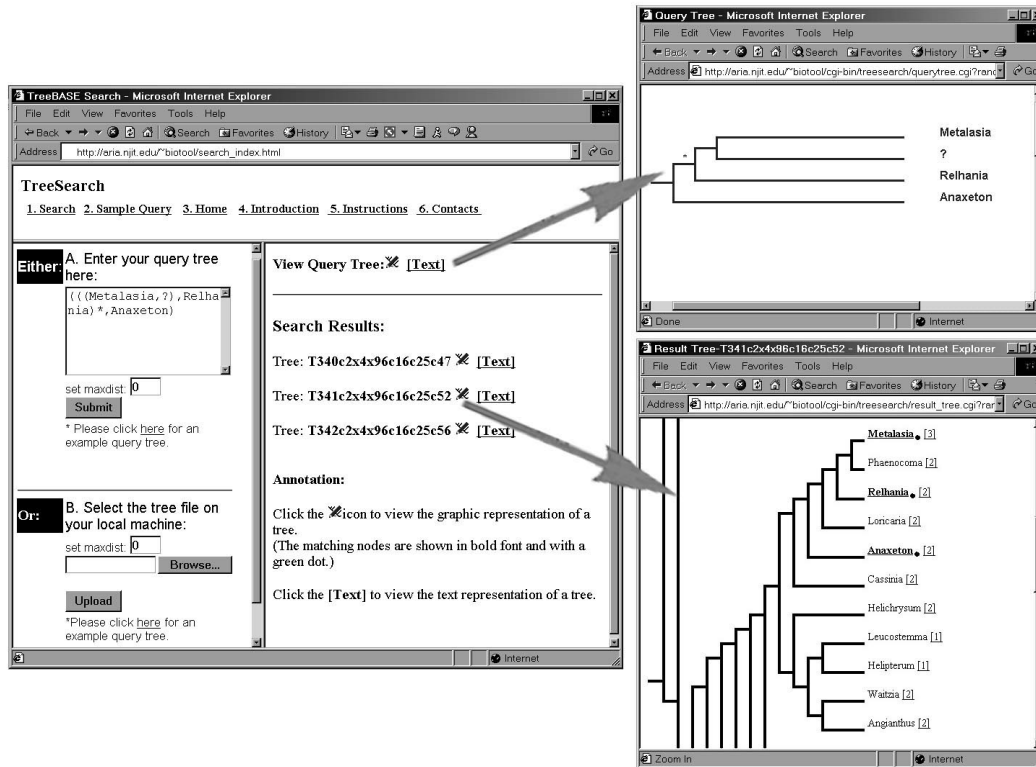 TreeBASE Search - Microsoft Internet Explorer
File Edit View Favorites Tools Help
Back Search Favorites History
Address http://aria.njit.edu/~biotool/search_index.html Go
TreeSearch
1. Search 2. Sample Query 3. Home 4. Introduction 5. Instructions 6. Contacts
Either:
A. Enter your query tree
here:
(((Metalasia,?),Relha
nia)*,Anaxeton)
set maxdist: 0
Submit
* Please click here for an
example query tree.
Or:
B. Select the tree file on
your local machine:
set maxdist: 0
Browse...
Upload
*Please click here for an
example query tree.
View Query Tree: [Text]
Search Results:
Tree: T340c2x4x96c16c25c47 [Text]
Tree: T341c2x4x96c16c25c52 [Text]
Tree: T342c2x4x96c16c25c56 [Text]
Annotation:
Click the icon to view the graphic representation of a
tree.
(The matching nodes are shown in bold font and with a
green dot.)
Click the [Text] to view the text representation of a tree.
Internet
Query Tree - Microsoft Internet Explorer
File Edit View Favorites Tools Help
Back Search Favorites History
Address http://aria.njit.edu/~biotool/cgi-bin/treesearch/querytree.cgi?ranc Go
*
Metalasia
?
Relhania
Anaxeton
Done Internet
Result Tree-T341c2x4x96c16c25c52 - Microsoft Internet Explorer
File Edit View Favorites Tools Help
Back Search Favorites History
Address http://aria.njit.edu/~biotool/cgi-bin/treesearch/result_tree.cgi?rar Go
Metalasia [3]
Phaenocoma [2]
Relhania [2]
Loricaria [2]
Anaxeton [2]
Cassinia [2]
Helichrysum [2]
Leucostemma [1]
Helipterum [1]
Waitzia [2]
Angianthus [2]
Zoom In Internet